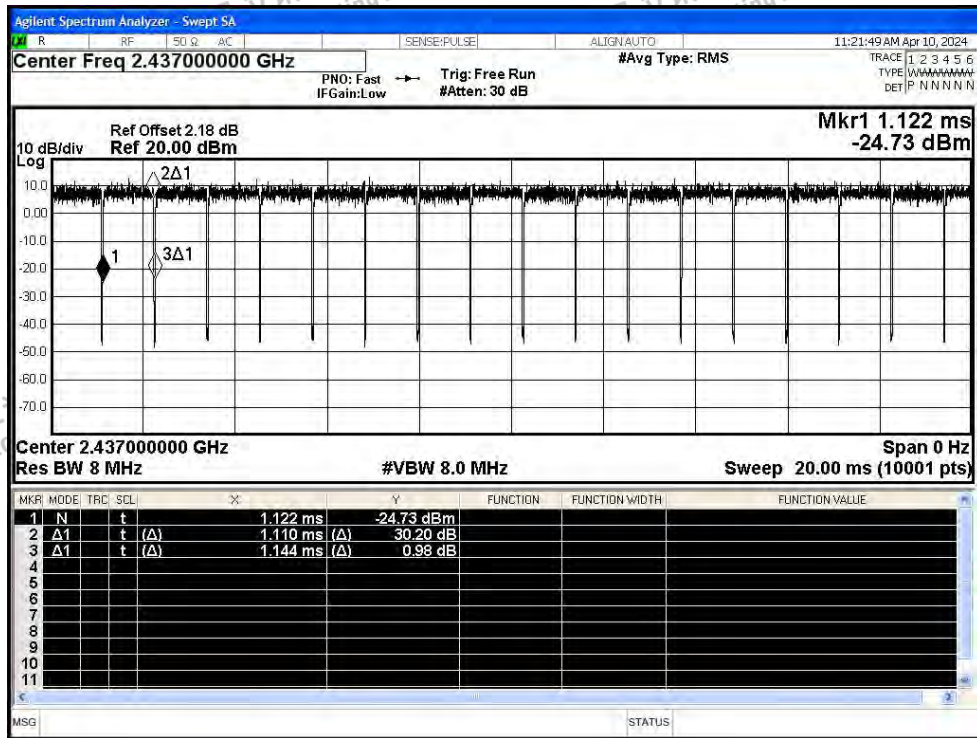 Agilent Spectrum Analyzer - Swept SA
LXI R RF 50 Ω AC SENSE:PULSE ALIGN AUTO 11:21:49 AM Apr 10, 2024
Center Freq 2.437000000 GHz #Avg Type: RMS TRACE 1 2 3 4 5 6
PNO: Fast Trig: Free Run TYPE WWWWWW
IFGain:Low #Atten: 30 dB DET P N N N N N
Ref Offset 2.18 dB Mkr1 1.122 ms
10 dB/div Ref 20.00 dBm -24.73 dBm
Log
2Δ1
10.0
0.00
-10.0
1 3Δ1
-20.0
-30.0
-40.0
-50.0
-60.0
-70.0
Center 2.437000000 GHz Span 0 Hz
Res BW 8 MHz #VBW 8.0 MHz Sweep 20.00 ms (10001 pts)
MKR MODE TRC SCL X Y FUNCTION FUNCTION WIDTH FUNCTION VALUE
1 N t 1.122 ms -24.73 dBm
2 Δ1 t (Δ) 1.110 ms (Δ) 30.20 dB
3 Δ1 t (Δ) 1.144 ms (Δ) 0.98 dB
4
5
6
7
8
9
10
11
MSG STATUS